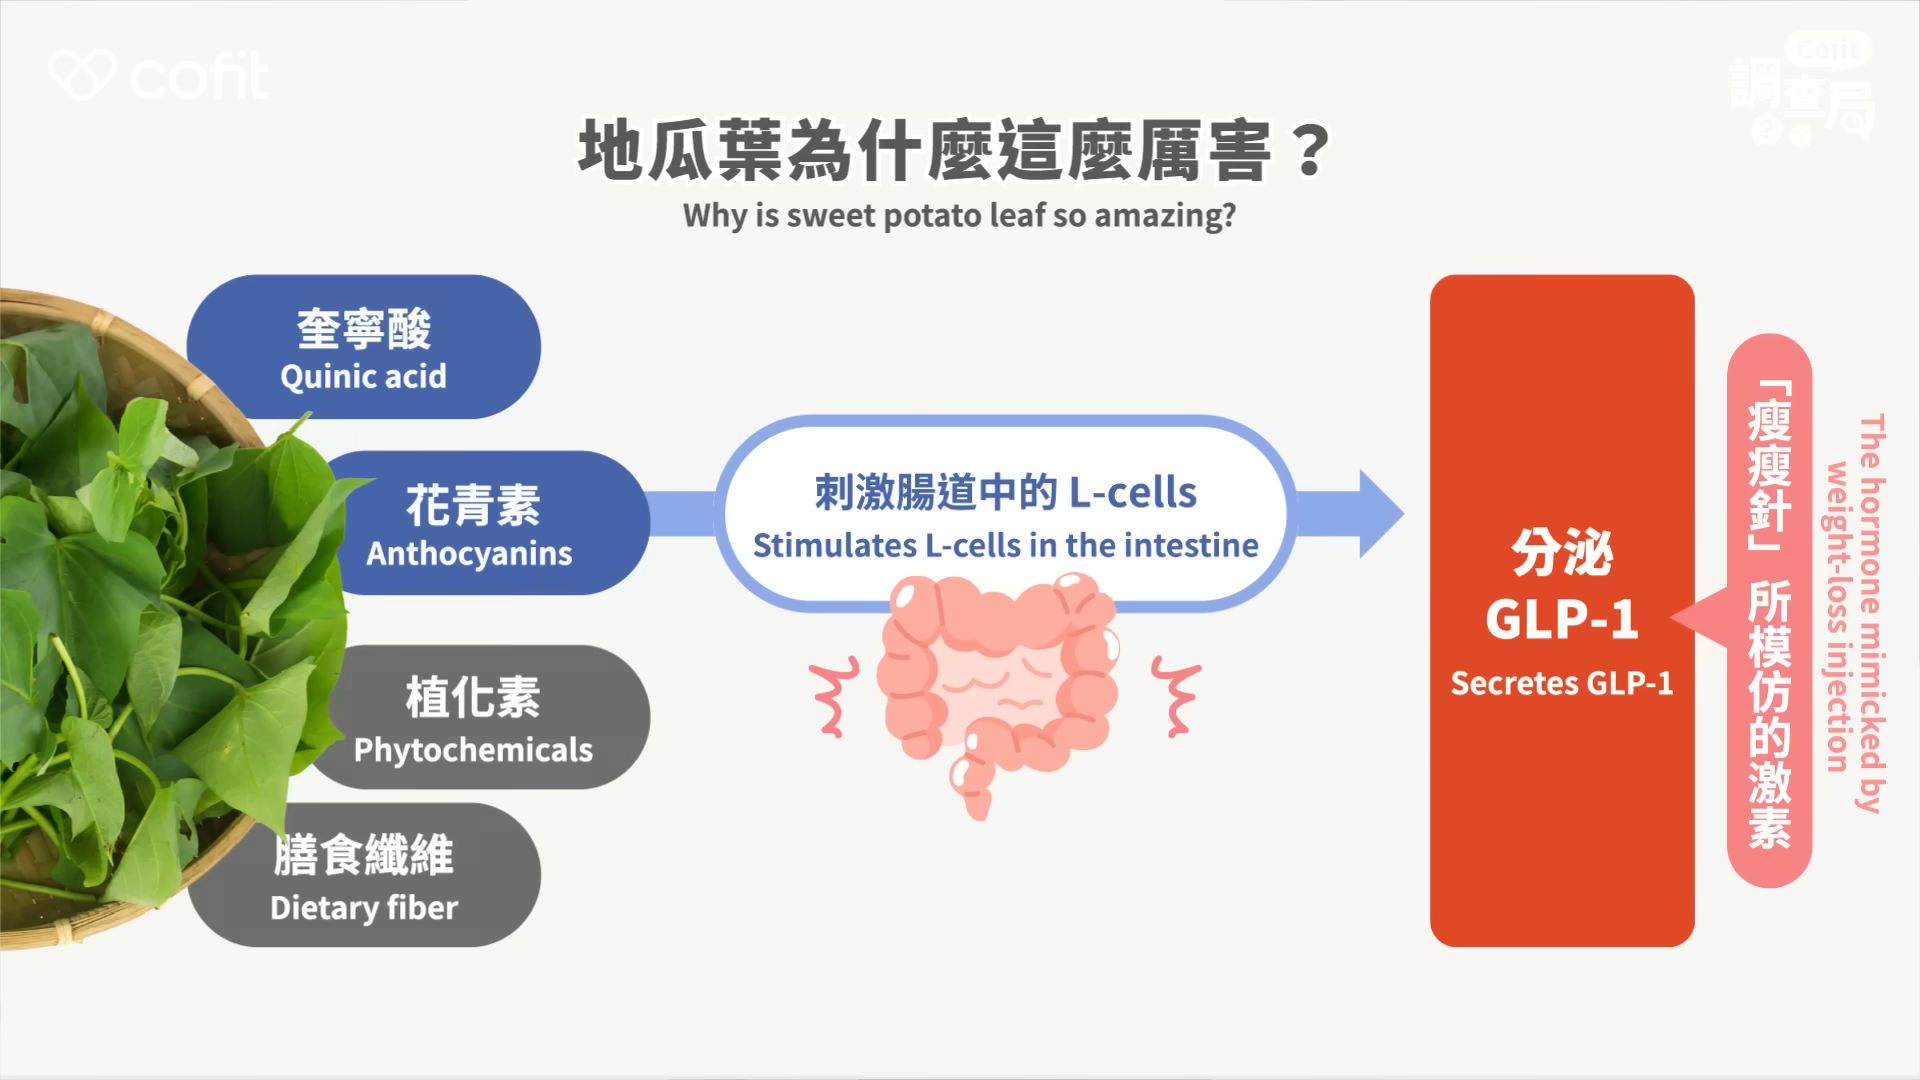 cofit
Cofit
調查局
地瓜葉為什麼這麼厲害？
Why is sweet potato leaf so amazing?
奎寧酸
Quinic acid
花青素
Anthocyanins
植化素
Phytochemicals
膳食纖維
Dietary fiber
刺激腸道中的 L-cells
Stimulates L-cells in the intestine
分泌
GLP-1
Secretes GLP-1
「瘦瘦針」所模仿的激素
The hormone mimicked by
weight-loss injection